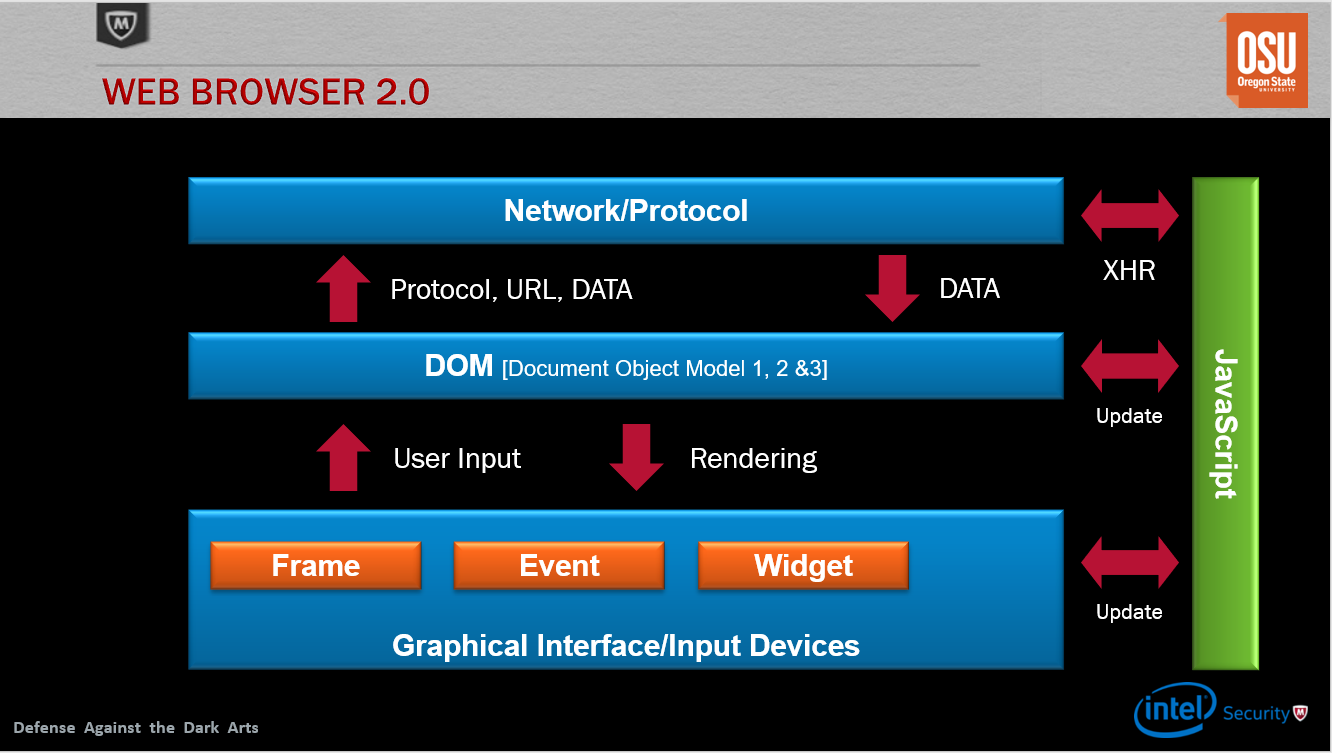 M
WEB BROWSER 2.0
OSU
Oregon State
UNIVERSITY
Network/Protocol
XHR
Protocol, URL, DATA
DATA
DOM [Document Object Model 1, 2 &3]
Update
User Input
Rendering
JavaScript
Frame
Event
Widget
Update
Graphical Interface/Input Devices
Defense Against the Dark Arts
intel Security